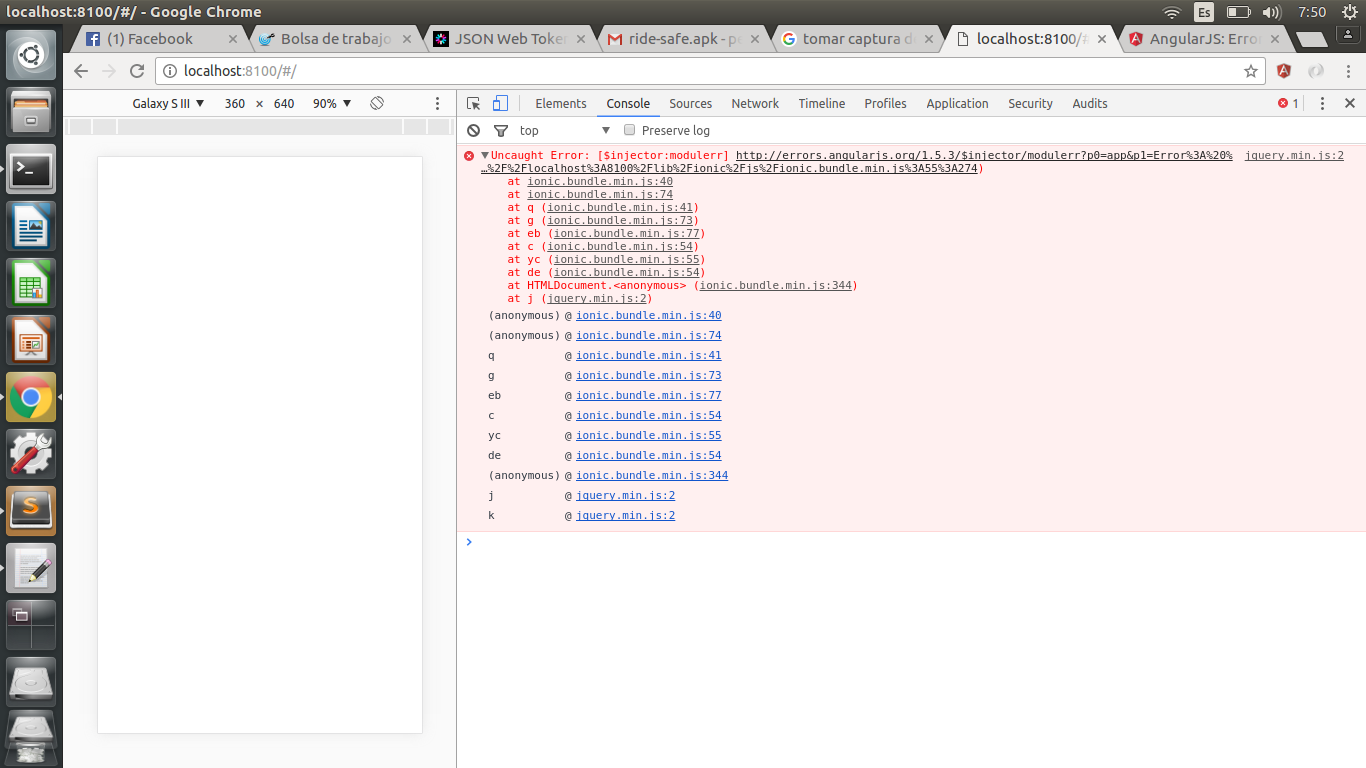 localhost:8100/#/ - Google Chrome
Es
7:50
(1) Facebook
Bolsa de trabajo
JSON Web Toke
ride-safe.apk - p
tomar captura d
localhost:8100/#
AngularJS: Erro
localhost:8100/#/
Galaxy S III ▼ 360 × 640 90% ▼
Elements Console Sources Network Timeline Profiles Application Security Audits 1
top ▼ Preserve log
▼Uncaught Error: [$injector:modulerr] http://errors.angularjs.org/1.5.3/$injector/modulerr?p0=app&p1=Error%3A%20% jquery.min.js:2
…%2F%2Flocalhost%3A8100%2Flib%2Fionic%2Fjs%2Fionic.bundle.min.js%3A55%3A274)
at ionic.bundle.min.js:40
at ionic.bundle.min.js:74
at q (ionic.bundle.min.js:41)
at g (ionic.bundle.min.js:73)
at eb (ionic.bundle.min.js:77)
at c (ionic.bundle.min.js:54)
at yc (ionic.bundle.min.js:55)
at de (ionic.bundle.min.js:54)
at HTMLDocument.<anonymous> (ionic.bundle.min.js:344)
at j (jquery.min.js:2)
(anonymous) @ ionic.bundle.min.js:40
(anonymous) @ ionic.bundle.min.js:74
q @ ionic.bundle.min.js:41
g @ ionic.bundle.min.js:73
eb @ ionic.bundle.min.js:77
c @ ionic.bundle.min.js:54
yc @ ionic.bundle.min.js:55
de @ ionic.bundle.min.js:54
(anonymous) @ ionic.bundle.min.js:344
j @ jquery.min.js:2
k @ jquery.min.js:2